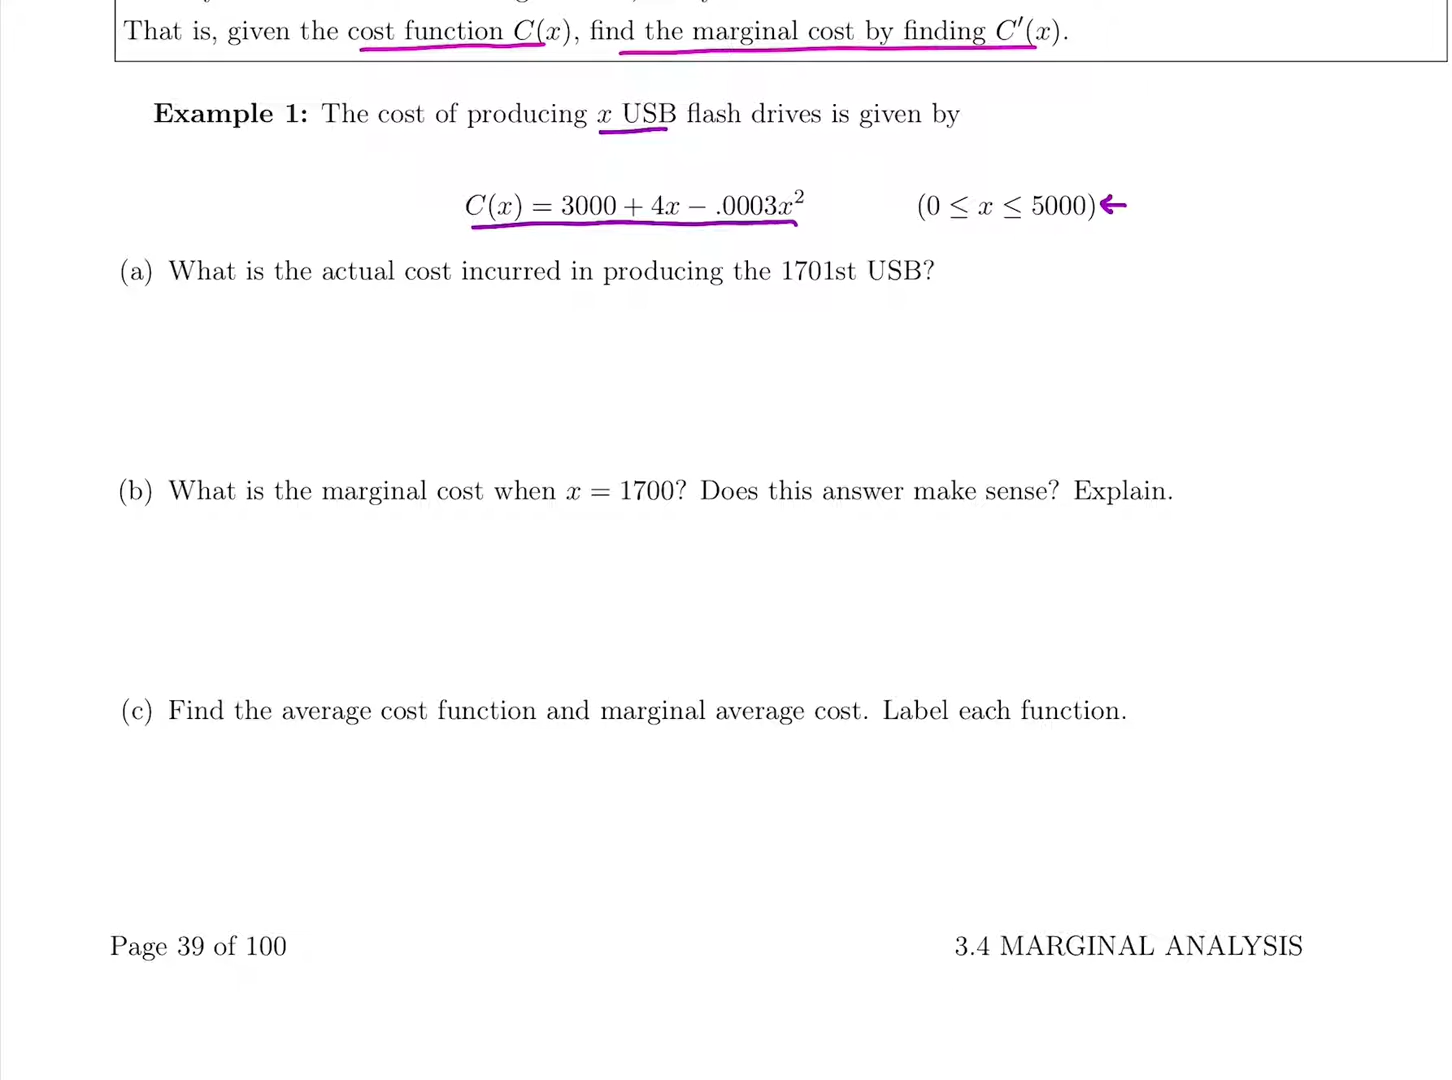 That is, given the cost function C(x), find the marginal cost by finding C′(x).
Example 1: The cost of producing x USB flash drives is given by
C(x) = 3000 + 4x − .0003x² (0 ≤ x ≤ 5000)
(a) What is the actual cost incurred in producing the 1701st USB?
(b) What is the marginal cost when x = 1700? Does this answer make sense? Explain.
(c) Find the average cost function and marginal average cost. Label each function.
Page 39 of 100 3.4 MARGINAL ANALYSIS